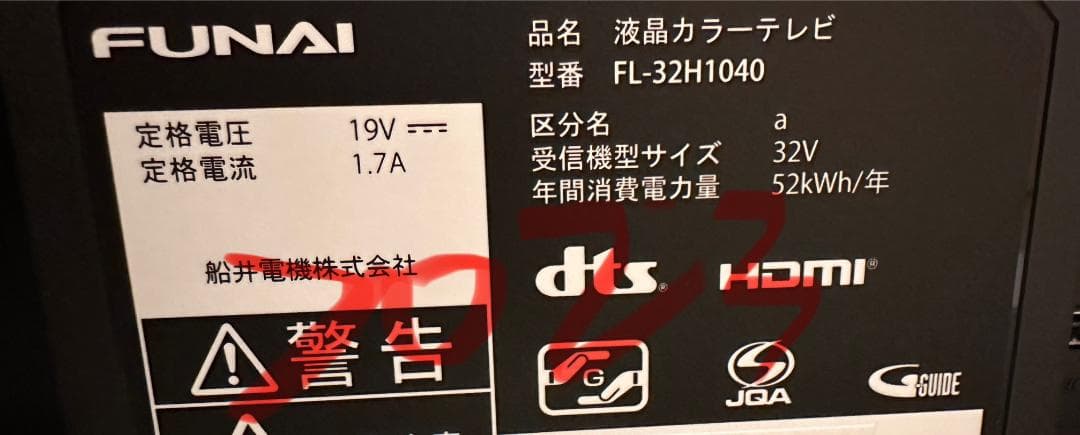 FUNAI
品名 液晶カラーテレビ
型番 FL-32H1040
定格電圧 19V
定格電流 1.7A
区分名 a
受信機型サイズ 32V
年間消費電力量 52kWh/年
船井電機株式会社
dts®
HDMI®
警告
G
JQA
G-GUIDE